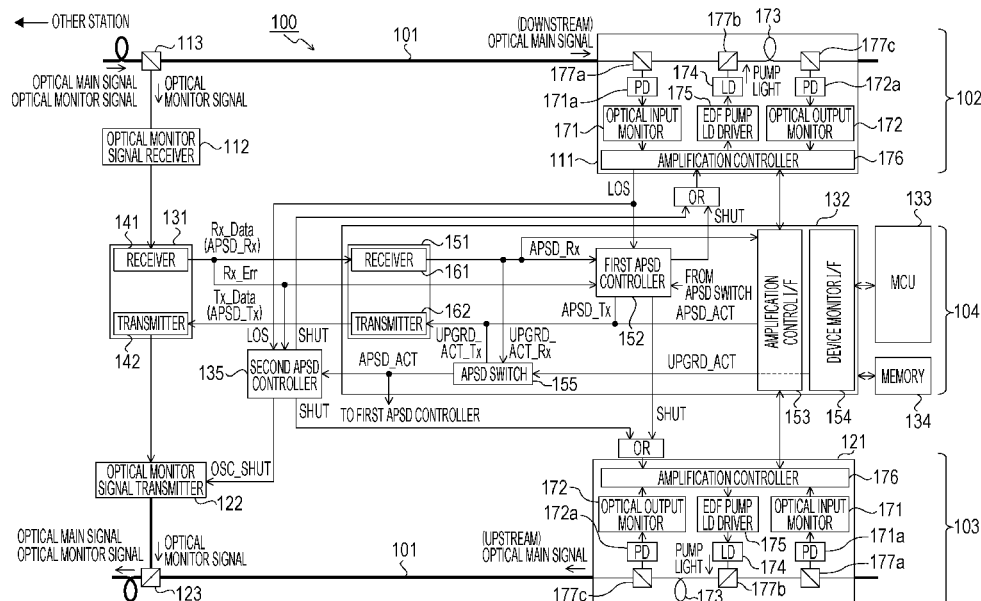 OTHER STATION
100
101
(DOWNSTREAM)
OPTICAL MAIN SIGNAL
177b
173
177c
113
OPTICAL MAIN SIGNAL
OPTICAL MONITOR SIGNAL
OPTICAL
MONITOR SIGNAL
177a
174
PUMP
LIGHT
PD
LD
PD
171a
175
172a
102
OPTICAL MONITOR
SIGNAL RECEIVER
112
171
OPTICAL INPUT
MONITOR
EDF PUMP
LD DRIVER
OPTICAL OUTPUT
MONITOR
172
111
AMPLIFICATION CONTROLLER
176
LOS
OR
SHUT
132
133
141
131
Rx_Data
(APSD_Rx)
151
RECEIVER
RECEIVER
161
APSD_Rx
FIRST APSD
CONTROLLER
FROM
APSD SWITCH
AMPLIFICATION
CONTROL I/F
DEVICE MONITOR I/F
MCU
104
Rx_Err
Tx_Data
(APSD_Tx)
162
APSD_Tx
152
APSD_ACT
TRANSMITTER
TRANSMITTER
142
LOS
SHUT
UPGRD_
ACT_Tx
UPGRD_
ACT_Rx
135
SECOND APSD
CONTROLLER
APSD_ACT
APSD SWITCH
155
UPGRD_ACT
MEMORY
134
SHUT
TO FIRST APSD CONTROLLER
SHUT
153
154
OR
121
OPTICAL MONITOR
SIGNAL TRANSMITTER
OSC_SHUT
122
AMPLIFICATION CONTROLLER
176
172
OPTICAL OUTPUT
MONITOR
EDF PUMP
LD DRIVER
OPTICAL INPUT
MONITOR
171
172a
175
103
OPTICAL MAIN SIGNAL
OPTICAL MONITOR SIGNAL
OPTICAL
MONITOR SIGNAL
101
(UPSTREAM)
OPTICAL MAIN SIGNAL
PD
PUMP
LIGHT
LD
PD
171a
174
177a
123
177c
173
177b